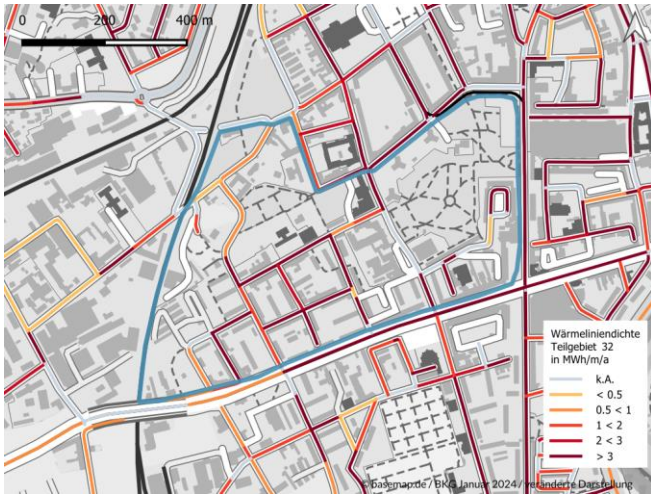 0 200 400 m
Wärmeliniendichte
Teilgebiet 32
in MWh/m/a
k.A.
< 0.5
0.5 < 1
1 < 2
2 < 3
> 3
© basemap.de / BKG Januar 2024 / veränderte Darstellung